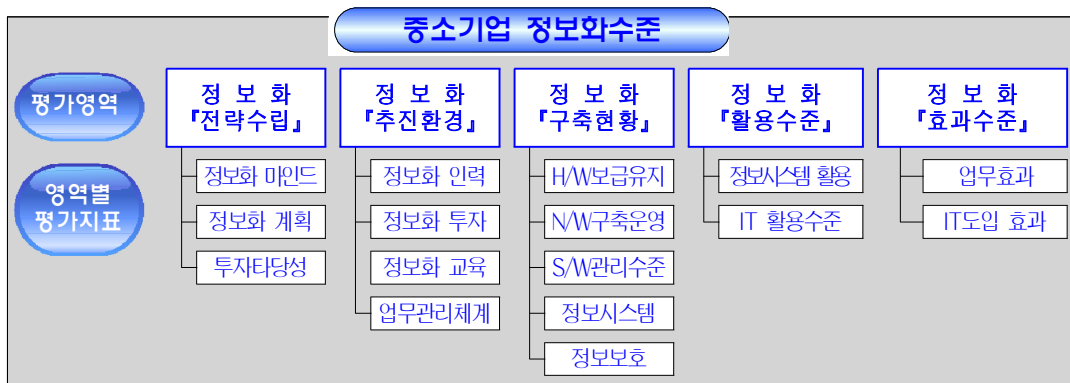 중소기업 정보화수준
평가영역
정 보 화
『전략수립』
정 보 화
『추진환경』
정 보 화
『구축현황』
정 보 화
『활용수준』
정 보 화
『효과수준』
영역별
평가지표
정보화 마인드
정보화 계획
투자타당성
정보화 인력
정보화 투자
정보화 교육
업무관리체계
H/W보급유지
N/W구축운영
S/W관리수준
정보시스템
정보보호
정보시스템 활용
IT 활용수준
업무효과
IT도입 효과